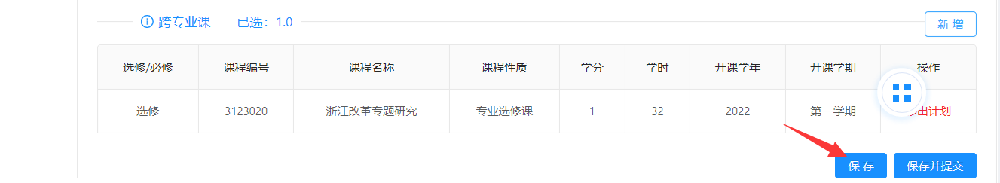 跨专业课 已选：1.0
新 增
选修/必修 课程编号 课程名称 课程性质 学分 学时 开课学年 开课学期 操作
选修 3123020 浙江改革专题研究 专业选修课 1 32 2022 第一学期 出计划
保 存 保存并提交